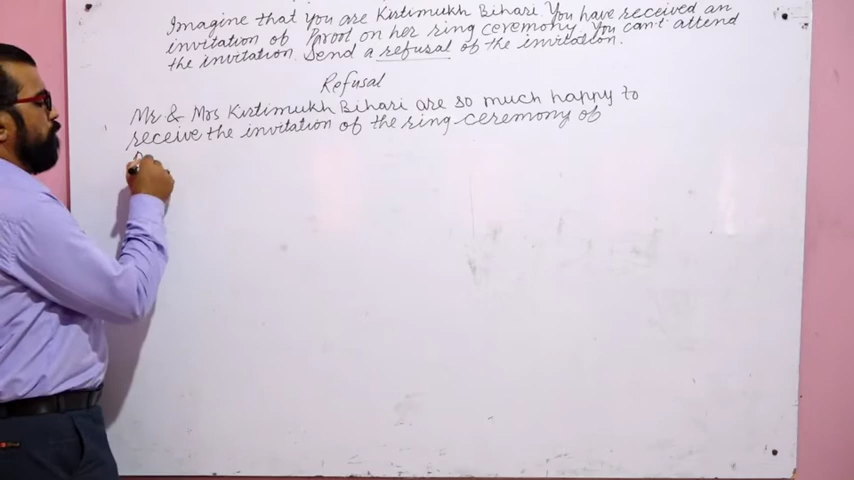 Imagine that you are Kirtimukh Bihari You have received an
invitation of Parool on her ring ceremony You can't attend
the invitation. Send a refusal of the invitation.
Refusal
Mr & Mrs Kirtimukh Bihari are so much happy to
receive the invitation of the ring ceremony of